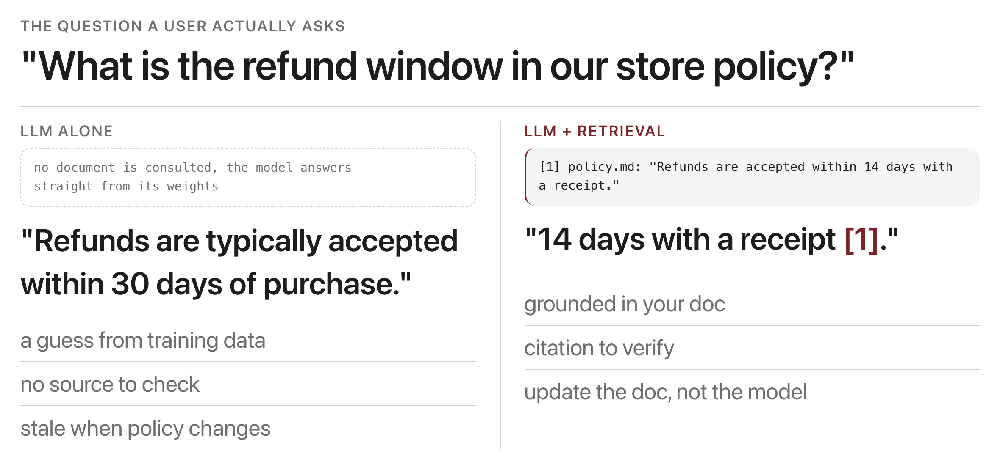 THE QUESTION A USER ACTUALLY ASKS
"What is the refund window in our store policy?"
LLM ALONE
no document is consulted, the model answers
straight from its weights
"Refunds are typically accepted
within 30 days of purchase."
a guess from training data
no source to check
stale when policy changes
LLM + RETRIEVAL
[1] policy.md: "Refunds are accepted within 14 days with
a receipt."
"14 days with a receipt [1]."
grounded in your doc
citation to verify
update the doc, not the model